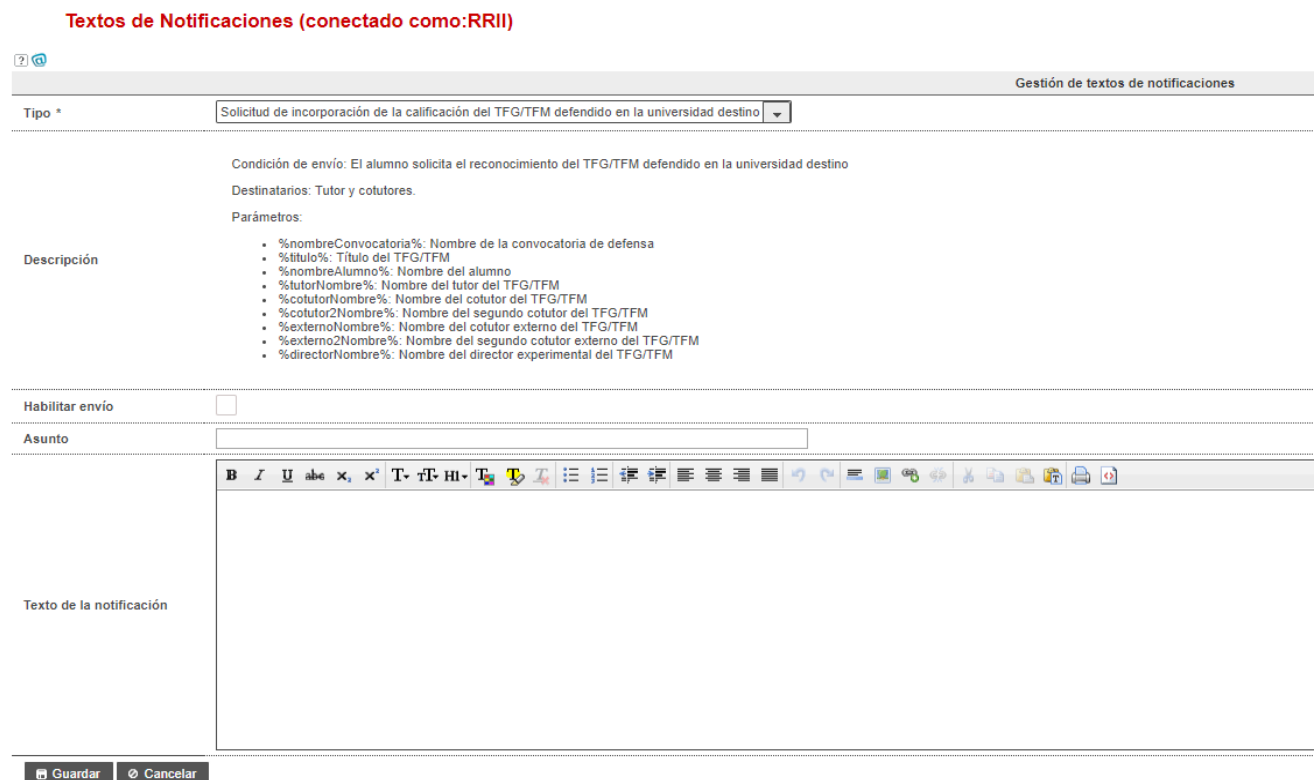 Textos de Notificaciones (conectado como:RRII)
?@
Gestión de textos de notificaciones
Tipo * Solicitud de incorporación de la calificación del TFG/TFM defendido en la universidad destino
Condición de envío: El alumno solicita el reconocimiento del TFG/TFM defendido en la universidad destino
Destinatarios: Tutor y cotutores.
Parámetros:
Descripción
• %nombreConvocatoria%: Nombre de la convocatoria de defensa
• %titulo%: Título del TFG/TFM
• %nombreAlumno%: Nombre del alumno
• %tutorNombre%: Nombre del tutor del TFG/TFM
• %cotutorNombre%: Nombre del cotutor del TFG/TFM
• %cotutor2Nombre%: Nombre del segundo cotutor del TFG/TFM
• %externoNombre%: Nombre del cotutor externo del TFG/TFM
• %externo2Nombre%: Nombre del segundo cotutor externo del TFG/TFM
• %directorNombre%: Nombre del director experimental del TFG/TFM
Habilitar envío
Asunto
B I U abc x₂ x² T TT H1 T T T
Texto de la notificación
Guardar Cancelar